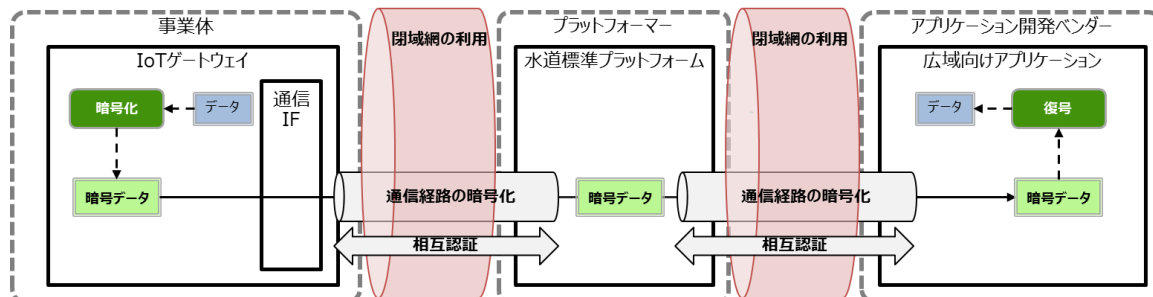 事業体
閉域網の利用
プラットフォーマー
閉域網の利用
アプリケーション開発ベンダー
IoTゲートウェイ
水道標準プラットフォーム
広域向けアプリケーション
暗号化
データ
通信
IF
データ
復号
暗号データ
通信経路の暗号化
暗号データ
通信経路の暗号化
暗号データ
相互認証
相互認証